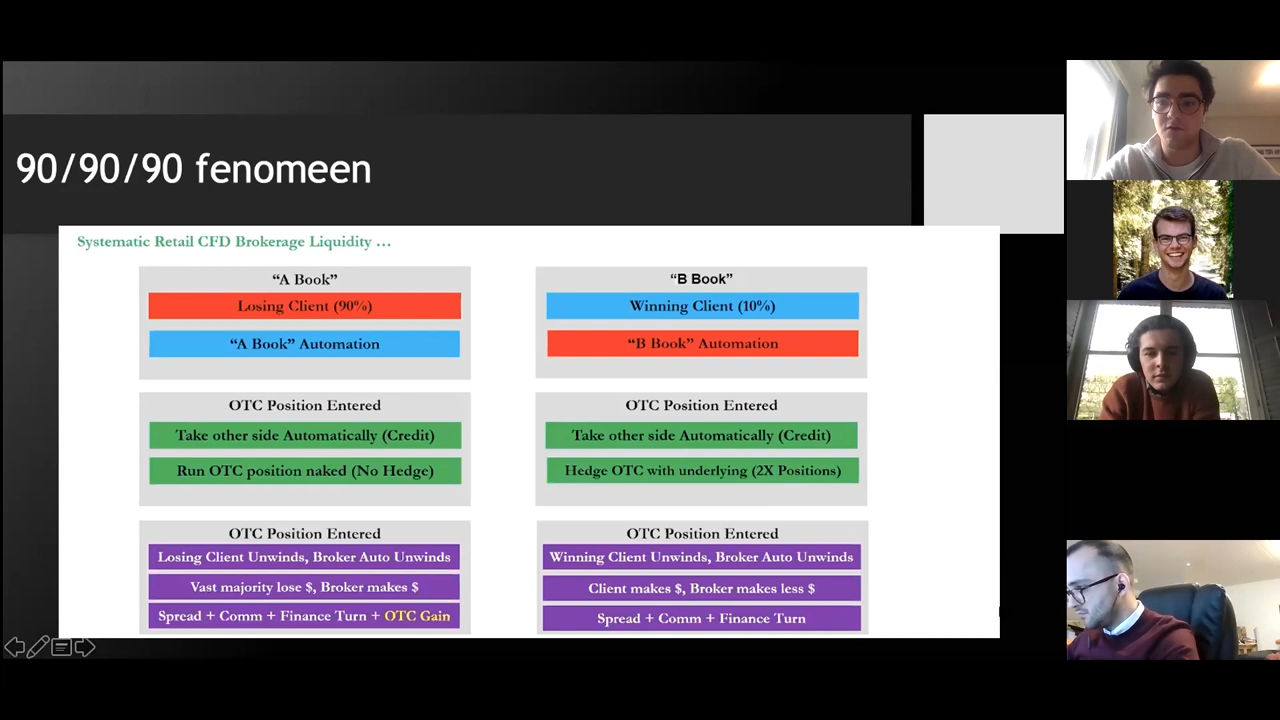 90/90/90 fenomeen
Systematic Retail CFD Brokerage Liquidity ...
“A Book”
Losing Client (90%)
“A Book” Automation
OTC Position Entered
Take other side Automatically (Credit)
Run OTC position naked (No Hedge)
OTC Position Entered
Losing Client Unwinds, Broker Auto Unwinds
Vast majority lose $, Broker makes $
Spread + Comm + Finance Turn + OTC Gain
“B Book”
Winning Client (10%)
“B Book” Automation
OTC Position Entered
Take other side Automatically (Credit)
Hedge OTC with underlying (2X Positions)
OTC Position Entered
Winning Client Unwinds, Broker Auto Unwinds
Client makes $, Broker makes less $
Spread + Comm + Finance Turn